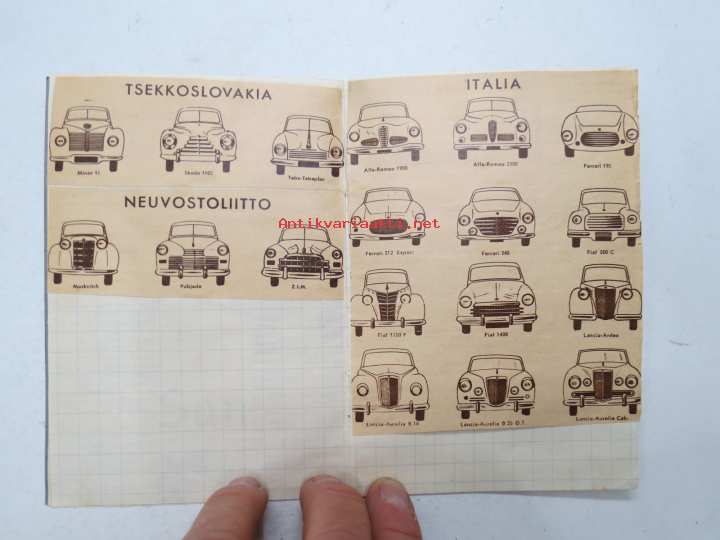 TSEKKOSLOVAKIA
Minor 51
Skoda 1102
Tatra-Tatraplan
NEUVOSTOLIITTO
Moskvitch
Pobjeda
Z.I.M.
ITALIA
Alfa-Romeo 1900
Alfa-Romeo 2500
Ferrari 195
Ferrari 212 Export
Ferrari 340
Fiat 500 C
Fiat 1100 F
Fiat 1400
Lancia-Ardea
Lancia-Aurelia B 10
Lancia-Aurelia B 20 G.T.
Lancia-Aurelia Cab.
Antikvariaatti.net